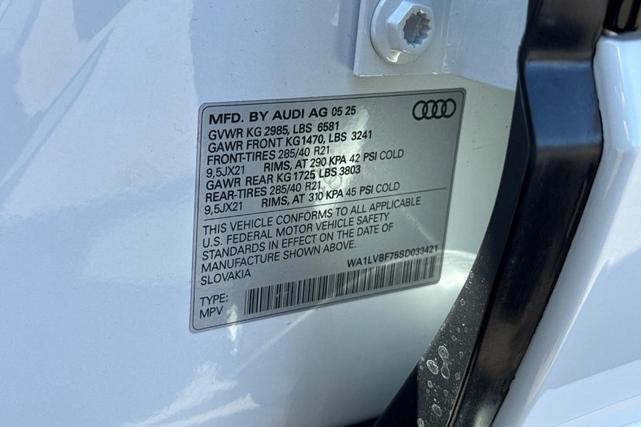 MFD. BY AUDI AG 05 25
GVWR KG 2985, LBS 6581
GAWR FRONT KG1470, LBS 3241
FRONT-TIRES 285/40 R21
9,5JX21 RIMS, AT 290 KPA 42 PSI COLD
GAWR REAR KG 1725, LBS 3803
REAR-TIRES 285/40 R21
9,5JX21 RIMS, AT 310 KPA 45 PSI COLD
THIS VEHICLE CONFORMS TO ALL APPLICABLE
U.S. FEDERAL MOTOR VEHICLE SAFETY
STANDARDS IN EFFECT ON THE DATE OF
MANUFACTURE SHOWN ABOVE.
SLOVAKIA WA1LVBF75SD033421
TYPE:
MPV